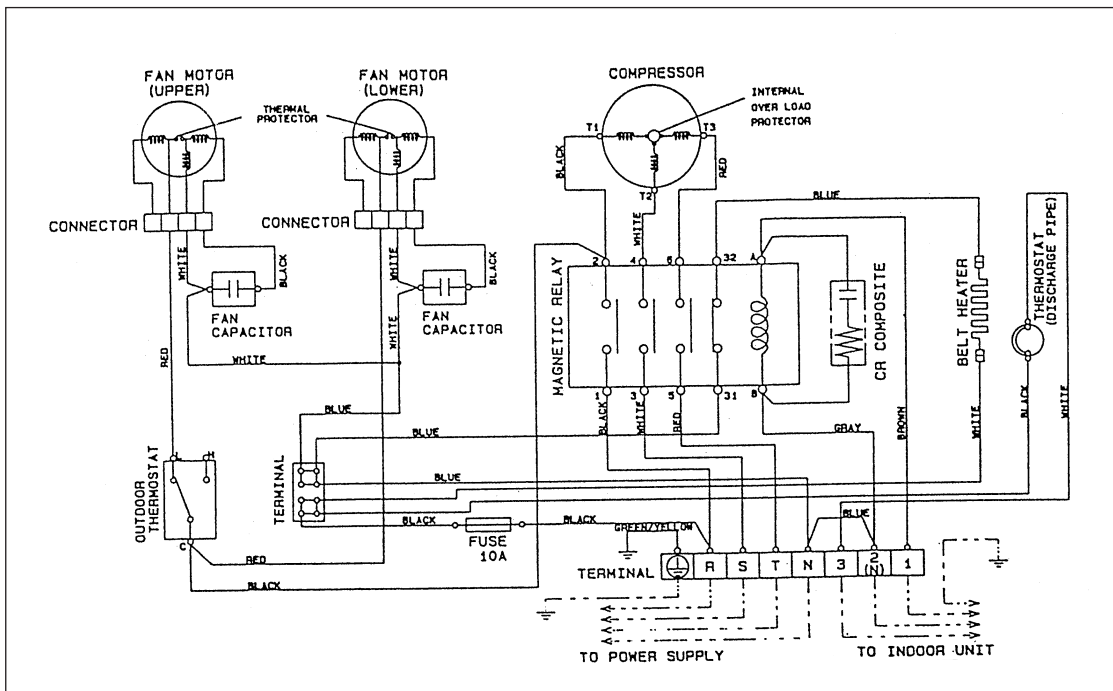 FAN MOTOR
(UPPER)
FAN MOTOR
(LOWER)
COMPRESSOR
THERMAL
PROTECTOR
INTERNAL
OVER LOAD
PROTECTOR
T1
T3
T2
BLACK
RED
WHITE
BLUE
CONNECTOR
CONNECTOR
WHITE
BLACK
WHITE
BLACK
FAN
CAPACITOR
FAN
CAPACITOR
2
4
6
32
A
MAGNETIC RELAY
CR COMPOSITE
BELT HEATER
THERMOSTAT
(DISCHARGE PIPE)
RED
WHITE
WHITE
1
3
5
31
B
BLACK
WHITE
RED
GRAY
BROWN
WHITE
BLACK
WHITE
BLUE
BLUE
L
H
OUTDOOR
THERMOSTAT
C
TERMINAL
BLUE
BLACK
FUSE
10A
BLACK
GREEN/YELLOW
BLUE
RED
BLACK
TERMINAL
R
S
T
N
3
2
(N)
1
TO POWER SUPPLY
TO INDOOR UNIT